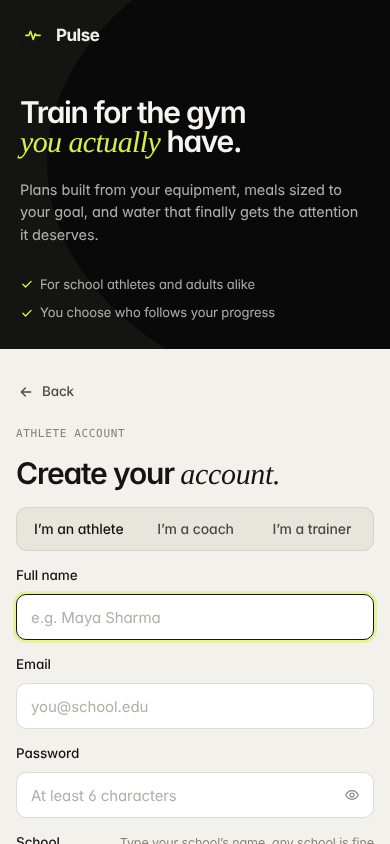 Pulse
Train for the gym
you actually have.
Plans built from your equipment, meals sized to
your goal, and water that finally gets the attention
it deserves.
For school athletes and adults alike
You choose who follows your progress
Back
ATHLETE ACCOUNT
Create your account.
I'm an athlete I'm a coach I'm a trainer
Full name
e.g. Maya Sharma
Email
you@school.edu
Password
At least 6 characters
School Type your school's name, any school is fine